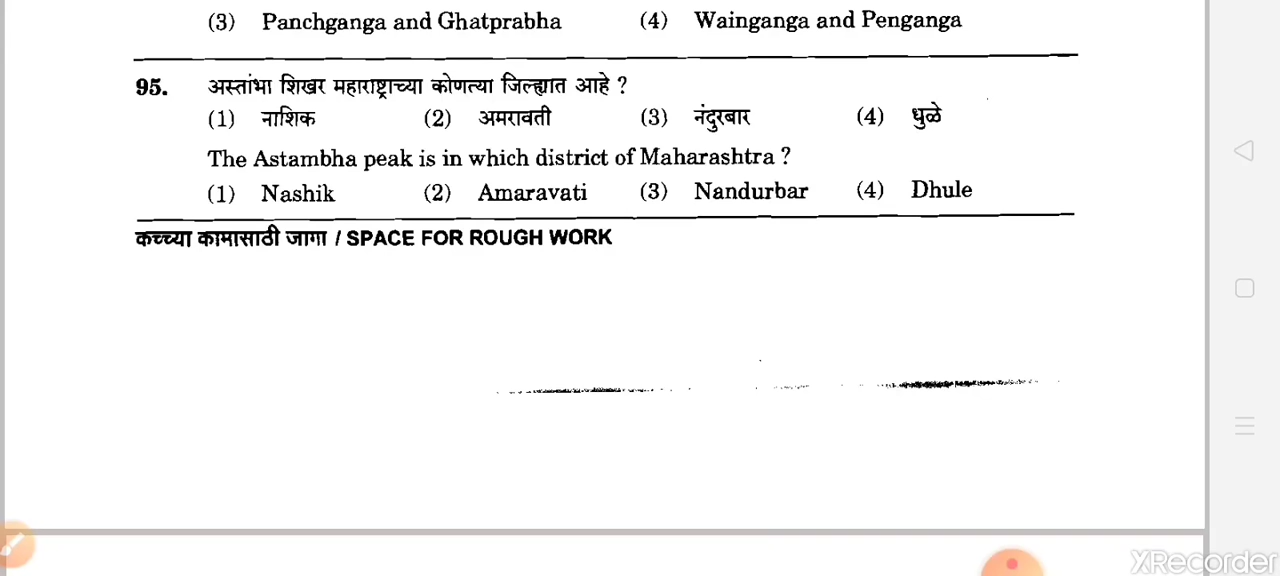 (3) Panchganga and Ghatprabha (4) Wainganga and Penganga
95. अस्तांभा शिखर महाराष्ट्राच्या कोणत्या जिल्ह्यात आहे ?
(1) नाशिक (2) अमरावती (3) नंदुरबार (4) धुळे
The Astambha peak is in which district of Maharashtra ?
(1) Nashik (2) Amaravati (3) Nandurbar (4) Dhule
कच्च्या कामासाठी जागा / SPACE FOR ROUGH WORK
XRecorder